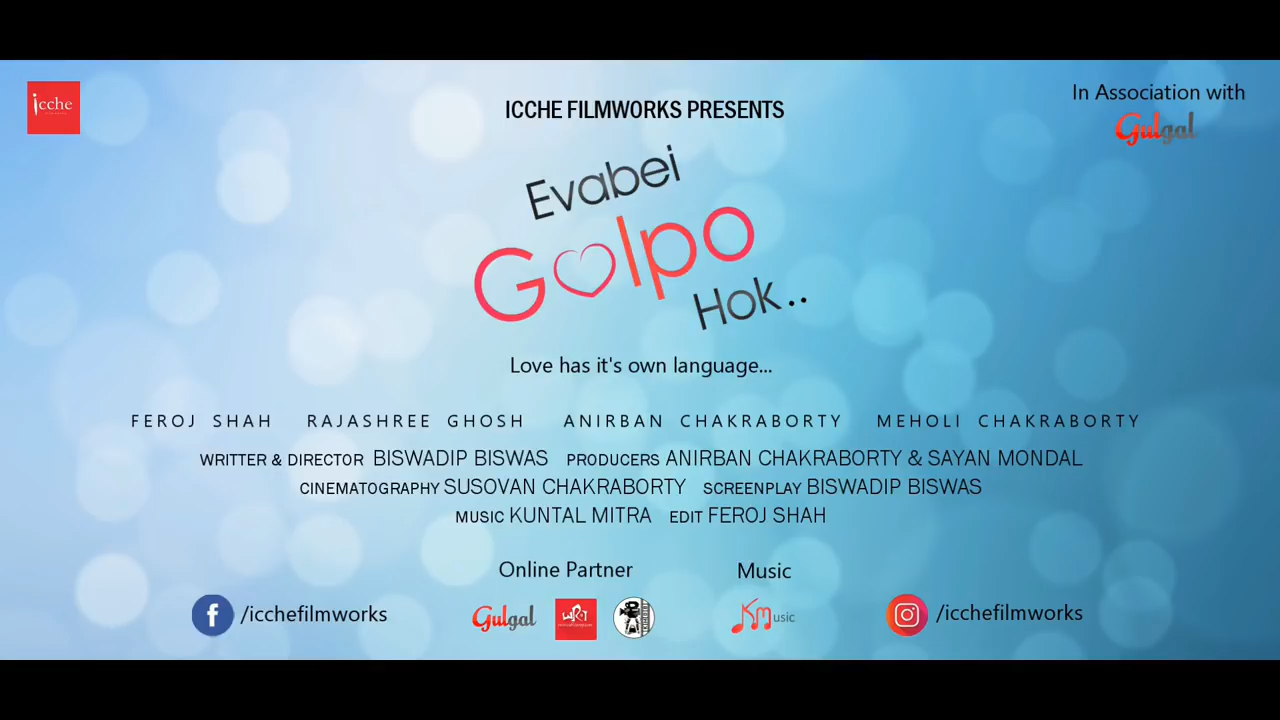 icche
ICCHE FILMWORKS PRESENTS
In Association with
Gulgal
Evabei
Golpo
Hok..
Love has it's own language...
FEROJ SHAH RAJASHREE GHOSH ANIRBAN CHAKRABORTY MEHOLI CHAKRABORTY
WRITTER & DIRECTOR BISWADIP BISWAS PRODUCERS ANIRBAN CHAKRABORTY & SAYAN MONDAL
CINEMATOGRAPHY SUSOVAN CHAKRABORTY SCREENPLAY BISWADIP BISWAS
MUSIC KUNTAL MITRA EDIT FEROJ SHAH
Online Partner Music
/icchefilmworks Gulgal KMusic /icchefilmworks